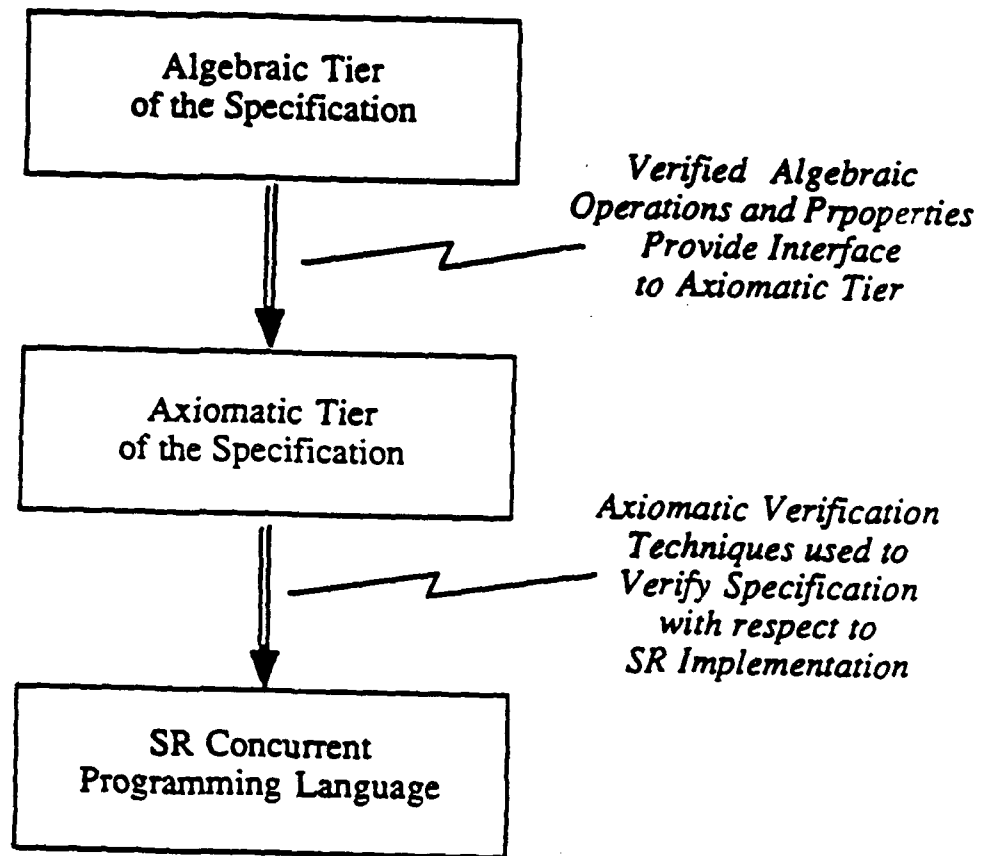 Algebraic Tier
of the Specification
Verified Algebraic
Operations and Prpoperties
Provide Interface
to Axiomatic Tier
Axiomatic Tier
of the Specification
Axiomatic Verification
Techniques used to
Verify Specification
with respect to
SR Implementation
SR Concurrent
Programming Language